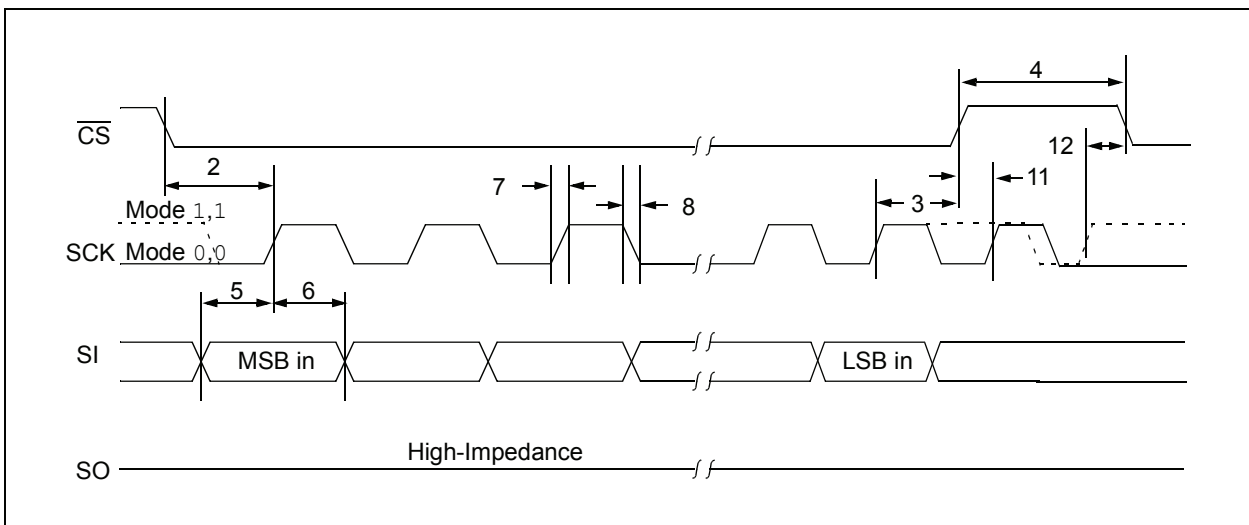 4
CS
12
2
11
7
8
3
Mode 1,1
SCK Mode 0,0
5
6
SI
MSB in
LSB in
High-Impedance
SO